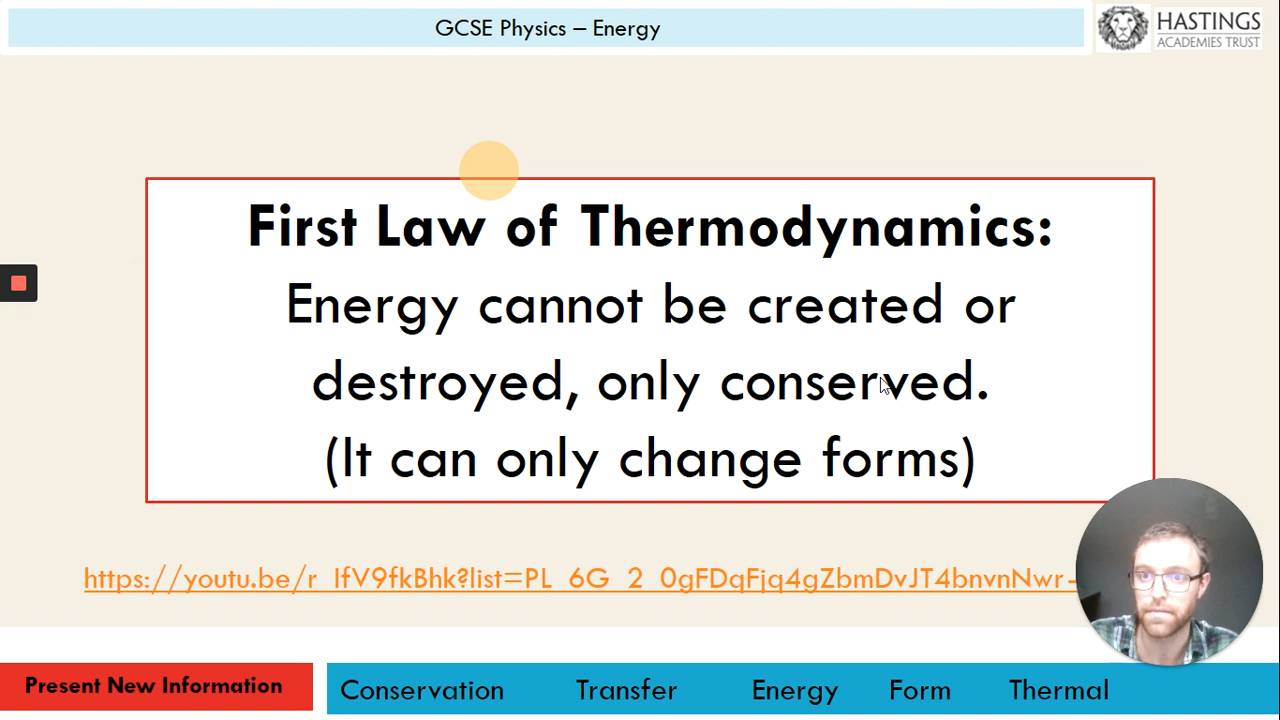 GCSE Physics – Energy
HASTINGS
ACADEMIES TRUST
First Law of Thermodynamics:
Energy cannot be created or
destroyed, only conserved.
(It can only change forms)
https://youtu.be/r_IfV9fkBhk?list=PL_6G_2_0gFDqFjq4gZbmDvJT4bnvnNwr-
Present New Information
Conservation Transfer Energy Form Thermal